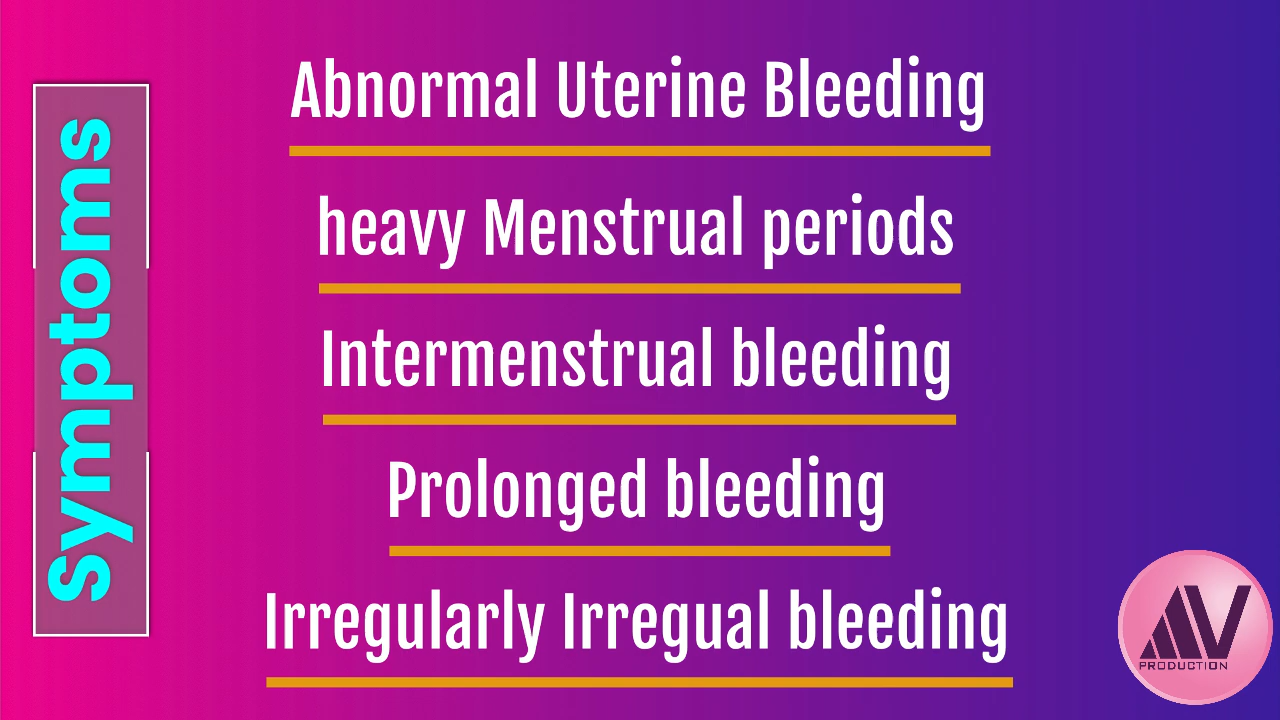 Symptoms
Abnormal Uterine Bleeding
heavy Menstrual periods
Intermenstrual bleeding
Prolonged bleeding
Irregularly Irregual bleeding
AV
PRODUCTION